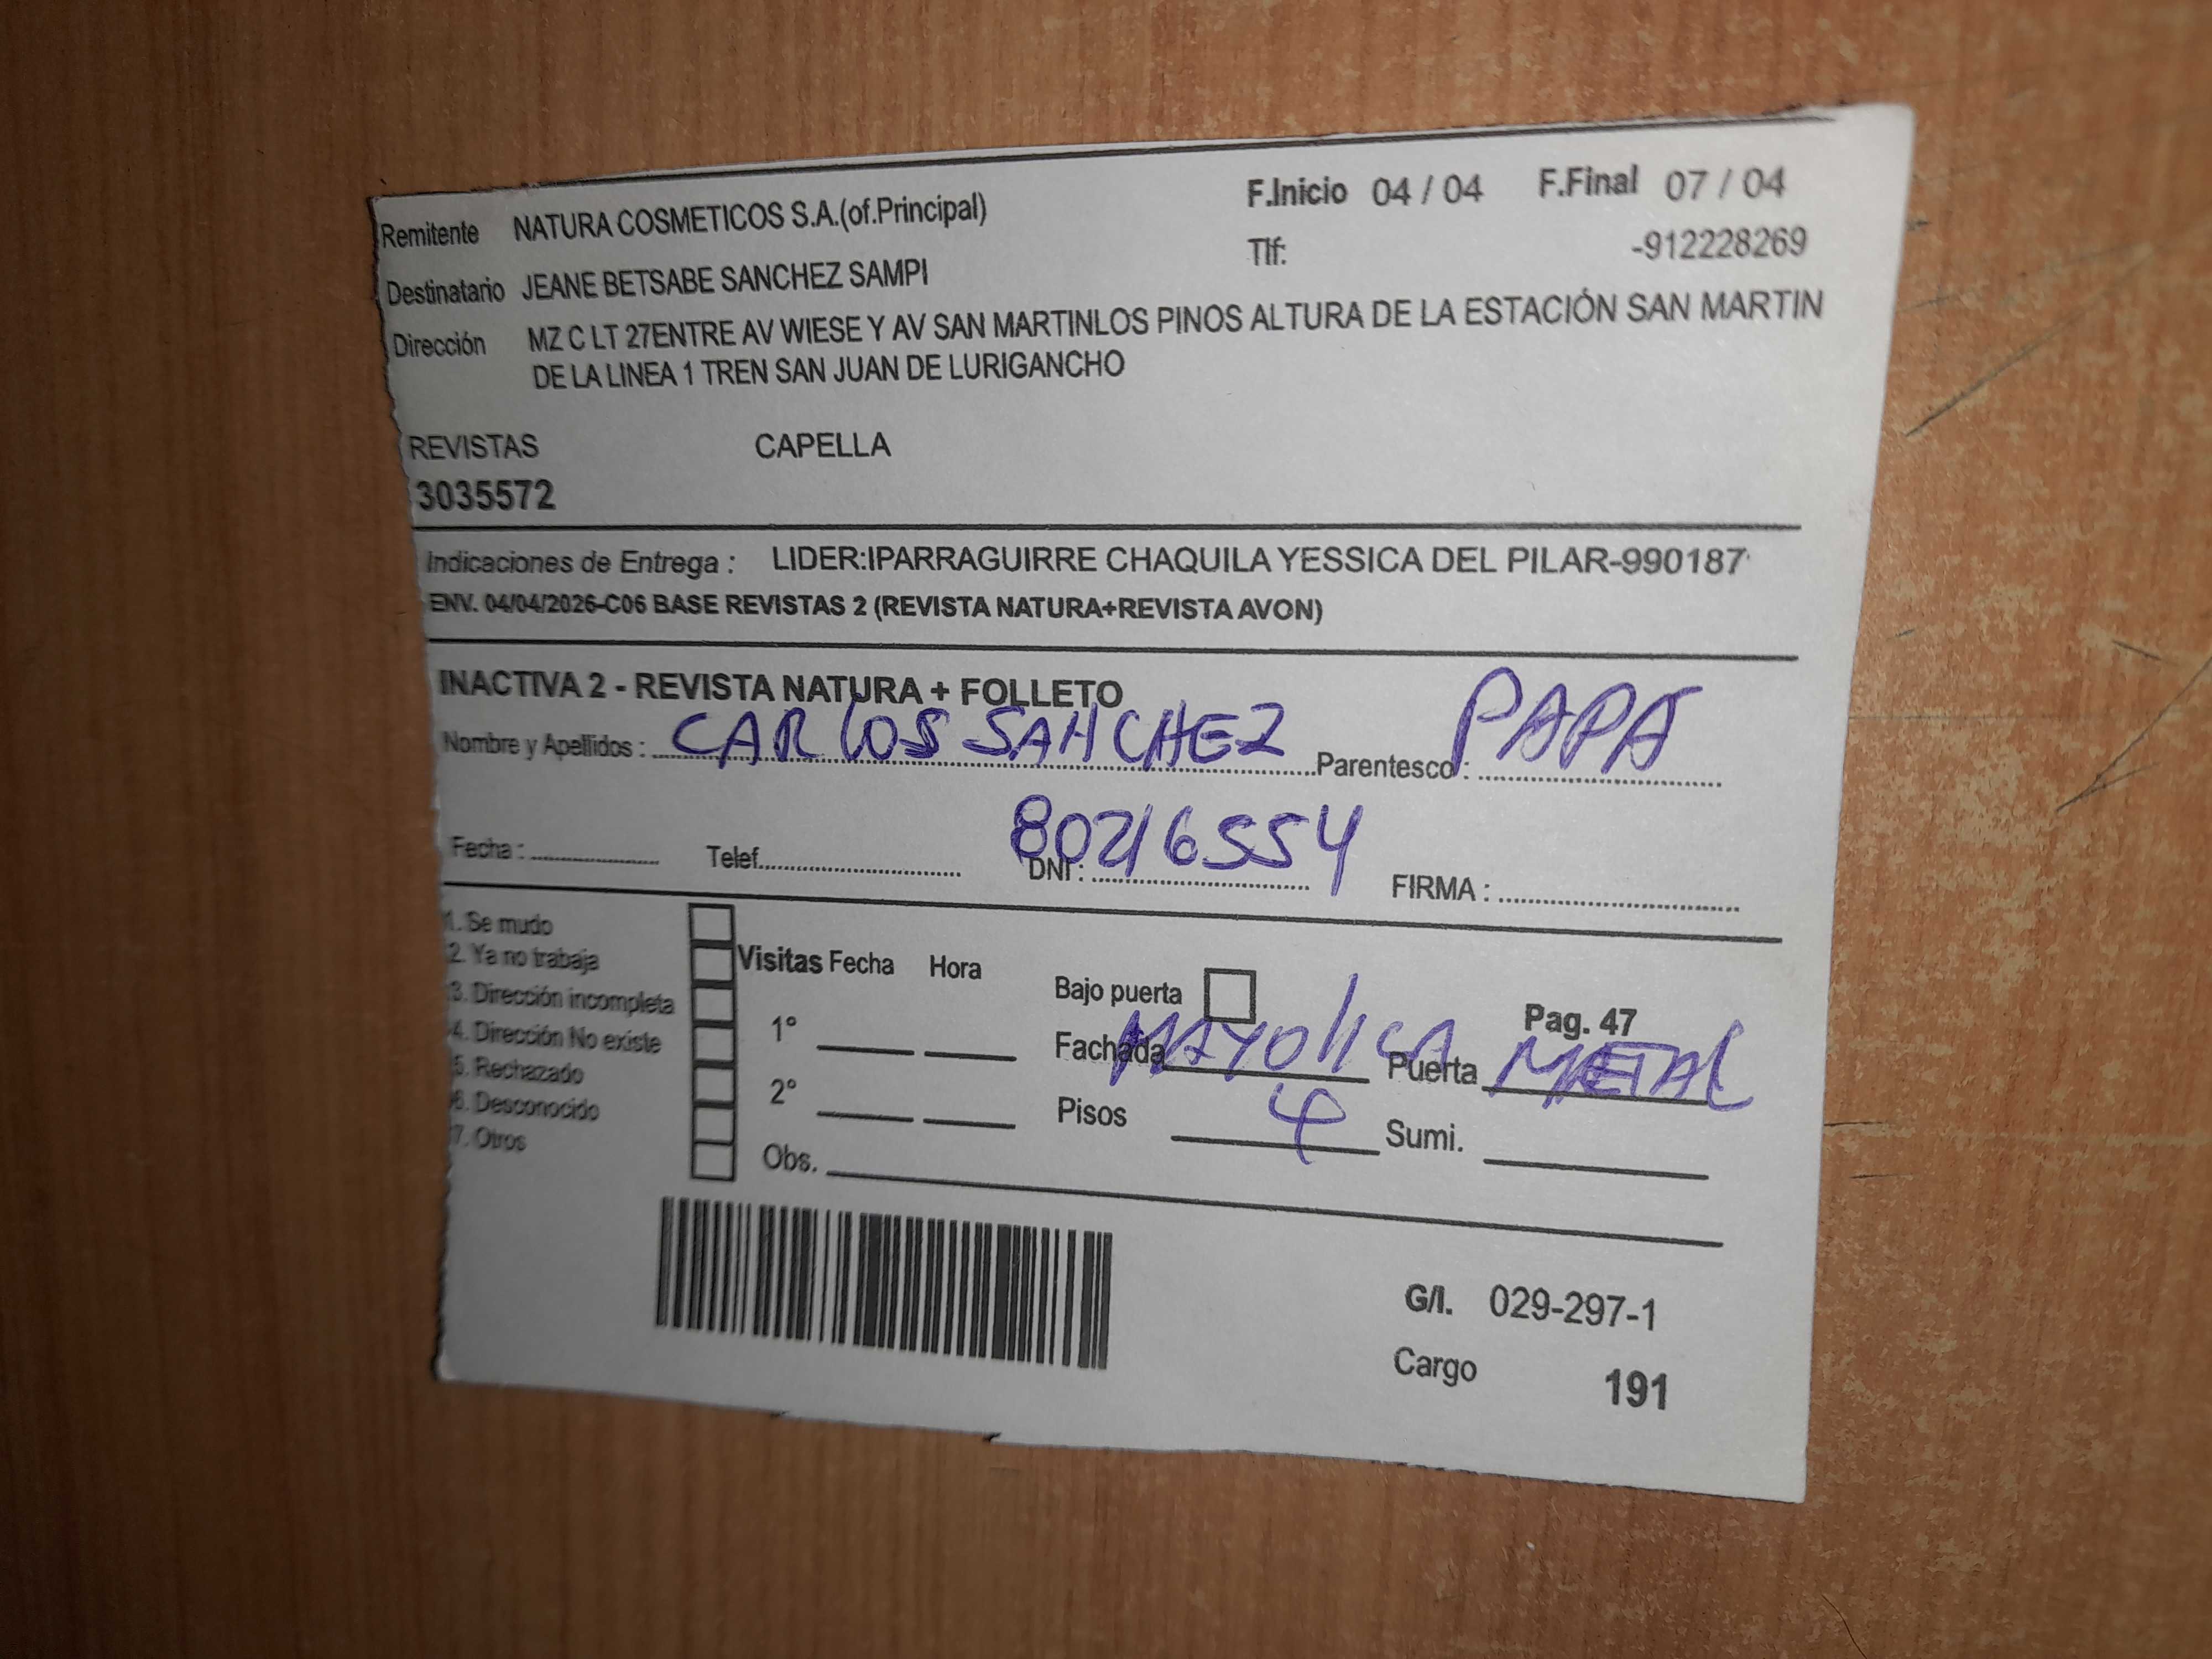 Remitente NATURA COSMETICOS S.A.(of.Principal) F.Inicio 04 / 04 F.Final 07 / 04
Destinatario JEANE BETSABE SANCHEZ SAMPI Tlf: -912228269
Dirección MZ C LT 27ENTRE AV WIESE Y AV SAN MARTINLOS PINOS ALTURA DE LA ESTACIÓN SAN MARTIN
DE LA LINEA 1 TREN SAN JUAN DE LURIGANCHO
REVISTAS CAPELLA
3035572
Indicaciones de Entrega : LIDER:IPARRAGUIRRE CHAQUILA YESSICA DEL PILAR-990187
ENV. 04/04/2026-C06 BASE REVISTAS 2 (REVISTA NATURA+REVISTA AVON)
INACTIVA 2 - REVISTA NATURA + FOLLETO
Nombre y Apellidos : CARLOS SANCHEZ Parentesco : PAPA
Fecha : Telef. DNI : 80216554 FIRMA :
1. Se mudo
2. Ya no trabaja Visitas Fecha Hora
3. Dirección incompleta Bajo puerta Pag. 47
4. Dirección No existe 1° Fachada MAYOLICA Puerta METAL
5. Rechazado
6. Desconocido 2° Pisos 4 Sumi.
7. Otros Obs.
G/I. 029-297-1
Cargo 191